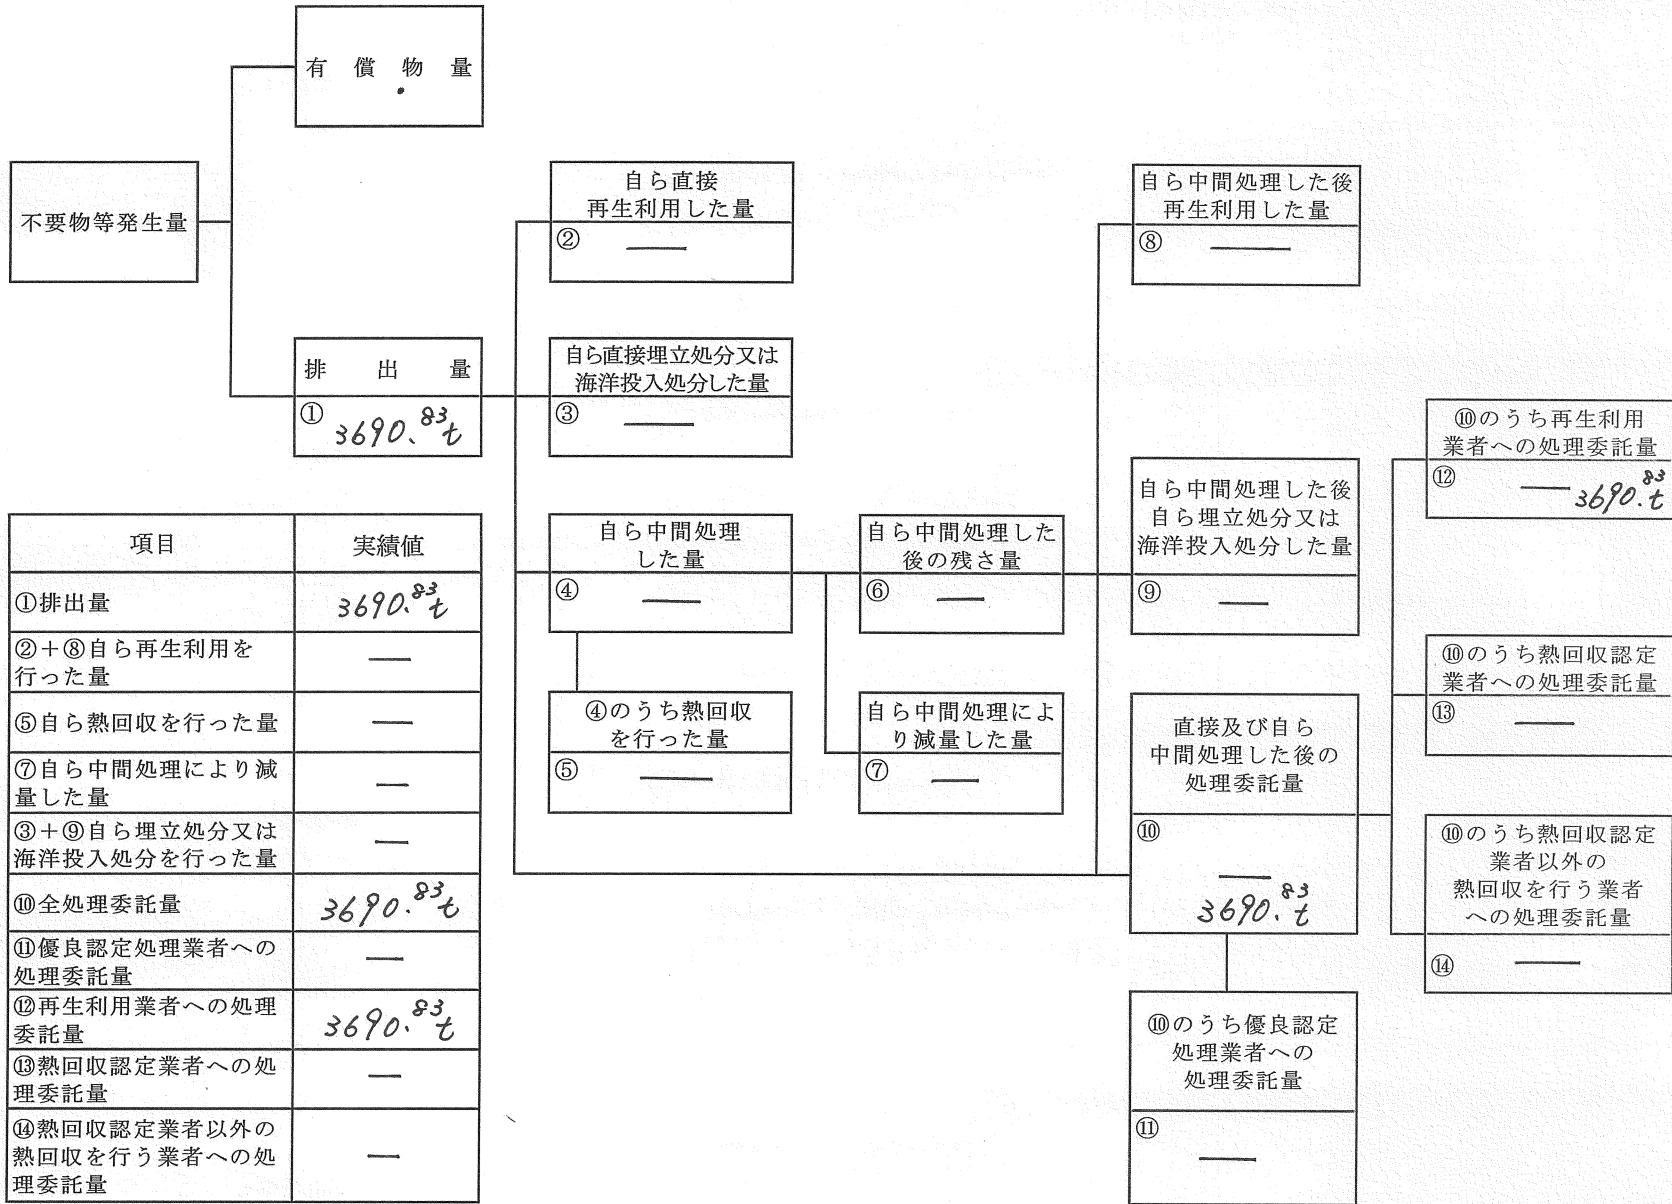 有償物量
不要物等発生量
排出量
① 3690.83t
自ら直接
再生利用した量
② —
自ら直接埋立処分又は
海洋投入処分した量
③ —
自ら中間処理
した量
④ —
④のうち熱回収
を行った量
⑤ —
自ら中間処理した
後の残さ量
⑥ —
自ら中間処理によ
り減量した量
⑦ —
自ら中間処理した後
再生利用した量
⑧ —
自ら中間処理した後
自ら埋立処分又は
海洋投入処分した量
⑨ —
直接及び自ら
中間処理した後の
処理委託量
⑩
—
3690.83t
⑩のうち優良認定
処理業者への
処理委託量
⑪
—
⑩のうち再生利用
業者への処理委託量
⑫ — 3690.83t
⑩のうち熱回収認定
業者への処理委託量
⑬ —
⑩のうち熱回収認定
業者以外の
熱回収を行う業者
への処理委託量
⑭ —
項目 実績値
①排出量 3690.83t
②+⑧自ら再生利用を
行った量 —
⑤自ら熱回収を行った量 —
⑦自ら中間処理により減
量した量 —
③+⑨自ら埋立処分又は
海洋投入処分を行った量 —
⑩全処理委託量 3690.83t
⑪優良認定処理業者への
処理委託量 —
⑫再生利用業者への処理
委託量 3690.83t
⑬熱回収認定業者への処
理委託量 —
⑭熱回収認定業者以外の
熱回収を行う業者への処
理委託量 —